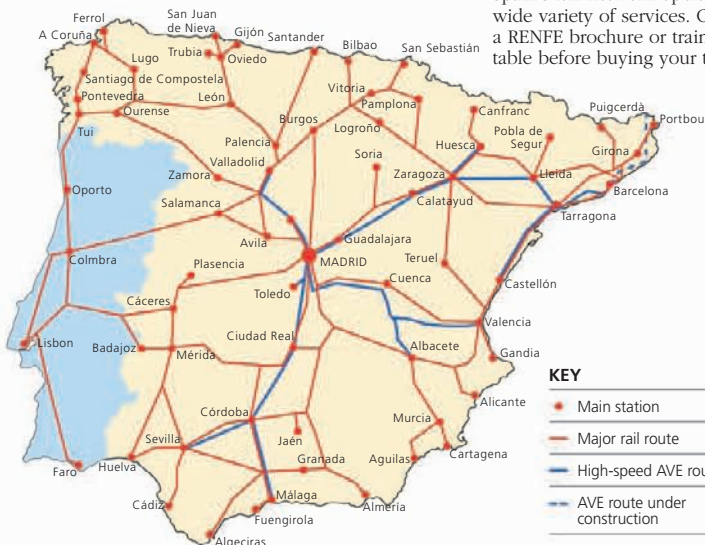 wide variety of services. C
a RENFE brochure or train
table before buying your t
Ferrol
San Juan
de Nieva
Gijón
A Coruña
Santander
Bilbao
San Sebastián
Lugo
Trubia
Oviedo
Santiago de Compostela
Vitoria
Pontevedra
León
Pamplona
Canfranc
Puigcerdà
Portbou
Ourense
Burgos
Logroño
Pobla de
Segur
Tui
Palencia
Huesca
Girona
Valladolid
Soria
Zamora
Zaragoza
Lleida
Oporto
Salamanca
Calatayud
Barcelona
Tarragona
Avila
Guadalajara
Colmbra
MADRID
Teruel
Plasencia
Cuenca
Castellón
Toledo
Cáceres
Valencia
Lisbon
Ciudad Real
Badajoz
Mérida
Albacete
Gandia
Alicante
Córdoba
Murcia
Sevilla
Jaén
Cartagena
Granada
Aguilas
Faro
Huelva
Málaga
Almería
Cádiz
Fuengirola
Algeciras
KEY
Main station
Major rail route
High-speed AVE rou
AVE route under
construction